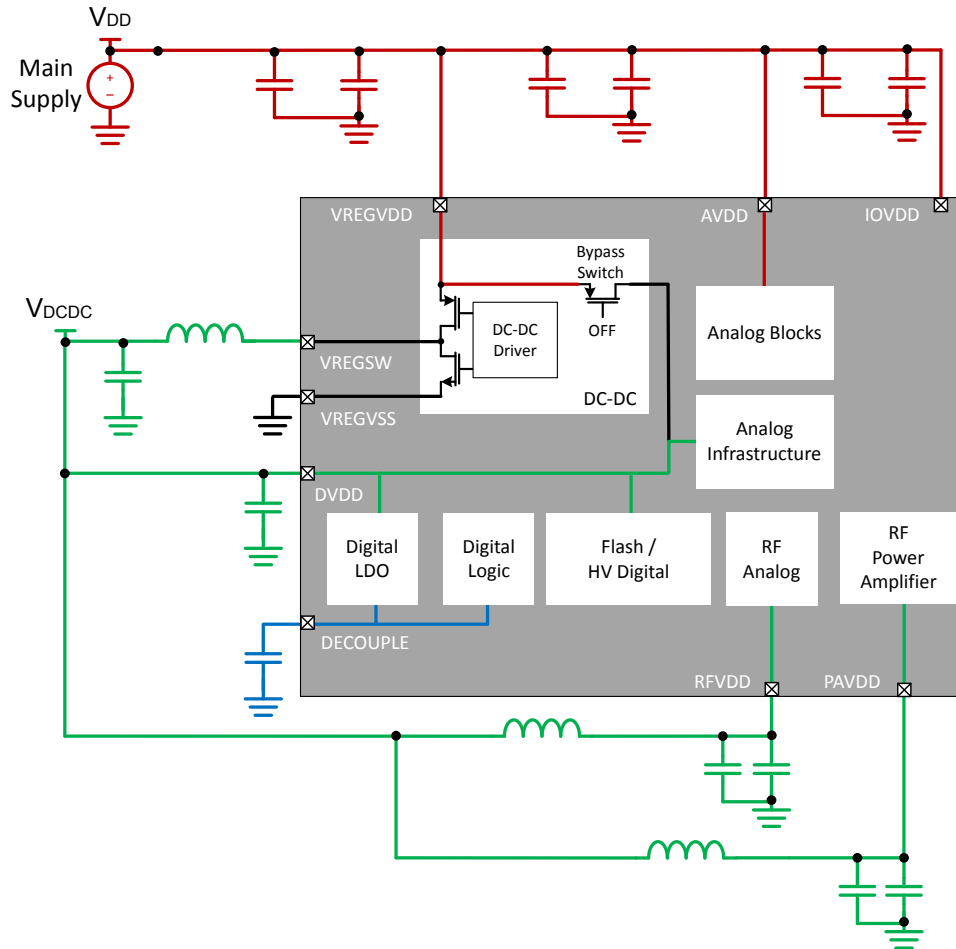 VDD
Main
Supply
+
−
VREGVDD
AVDD
IOVDD
Bypass
Switch
OFF
DC-DC
Driver
DC-DC
Analog Blocks
VDCDC
VREGSW
VREGVSS
Analog
Infrastructure
DVDD
Digital
LDO
Digital
Logic
Flash /
HV Digital
RF
Analog
RF
Power
Amplifier
DECOUPLE
RFVDD
PAVDD